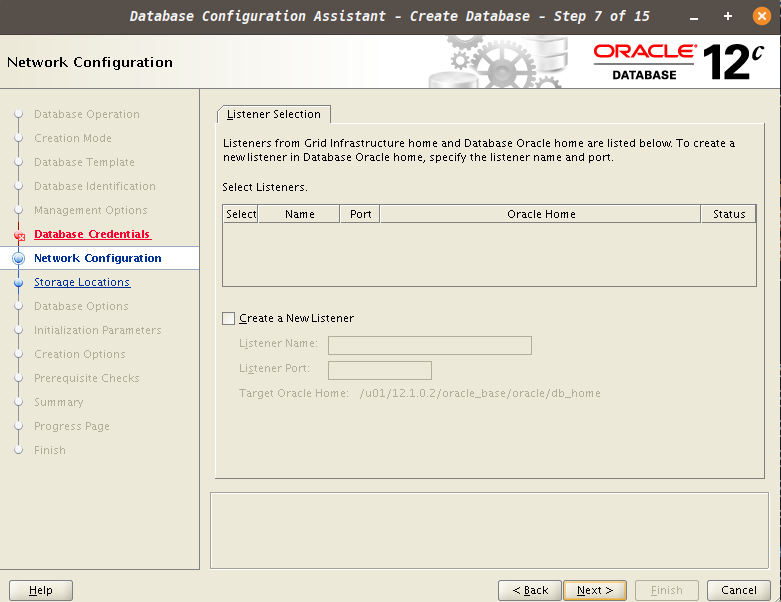 Database Configuration Assistant - Create Database - Step 7 of 15
Network Configuration
ORACLE®
DATABASE
12c
Database Operation
Creation Mode
Database Template
Database Identification
Management Options
Database Credentials
Network Configuration
Storage Locations
Database Options
Initialization Parameters
Creation Options
Prerequisite Checks
Summary
Progress Page
Finish
Listener Selection
Listeners from Grid Infrastructure home and Database Oracle home are listed below. To create a
new listener in Database Oracle home, specify the listener name and port.
Select Listeners.
Select Name Port Oracle Home Status
Create a New Listener
Listener Name:
Listener Port:
Target Oracle Home: /u01/12.1.0.2/oracle_base/oracle/db_home
Help < Back Next > Finish Cancel